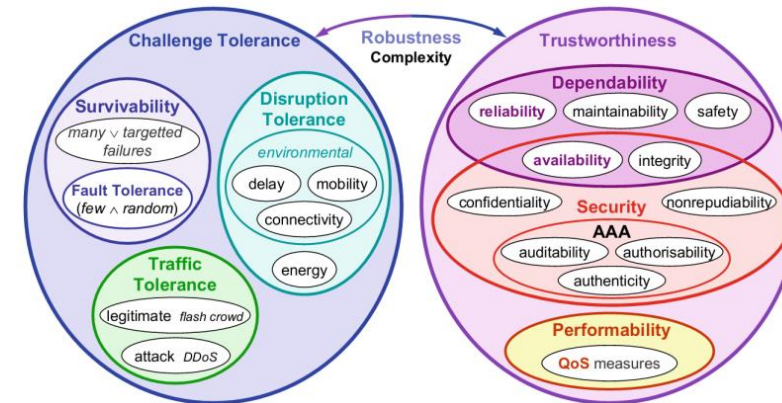 Challenge Tolerance
Robustness
Complexity
Trustworthiness
Survivability
many ∨ targetted
failures
Fault Tolerance
(few ∧ random)
Disruption
Tolerance
environmental
delay
mobility
connectivity
energy
Traffic
Tolerance
legitimate flash crowd
attack DDoS
Dependability
reliability
maintainability
safety
availability
integrity
confidentiality
Security
nonrepudiability
AAA
auditability
authorisability
authenticity
Performability
QoS measures